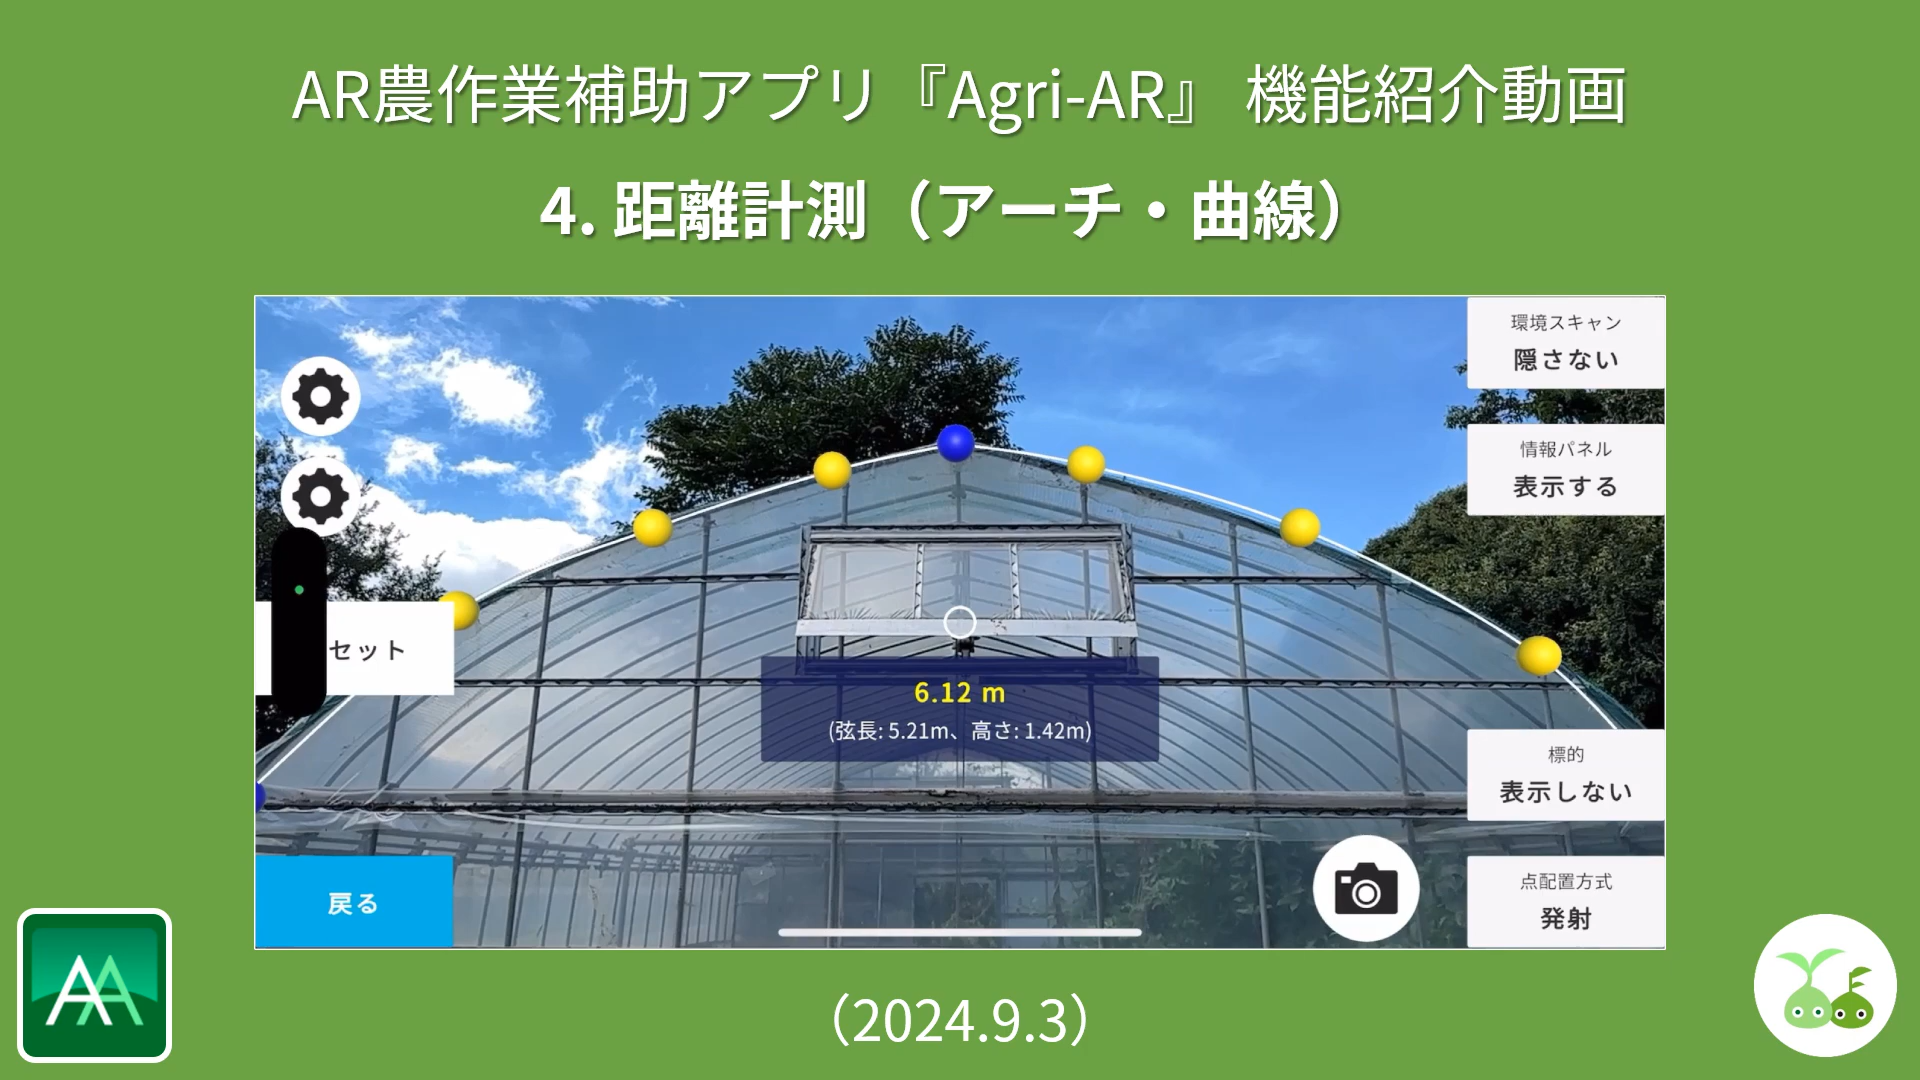 AR農作業補助アプリ『Agri-AR』 機能紹介動画
4. 距離計測（アーチ・曲線）
環境スキャン
隠さない
情報パネル
表示する
セット
6.12 m
(弦長: 5.21m、高さ: 1.42m)
標的
表示しない
点配置方式
発射
戻る
（2024.9.3）